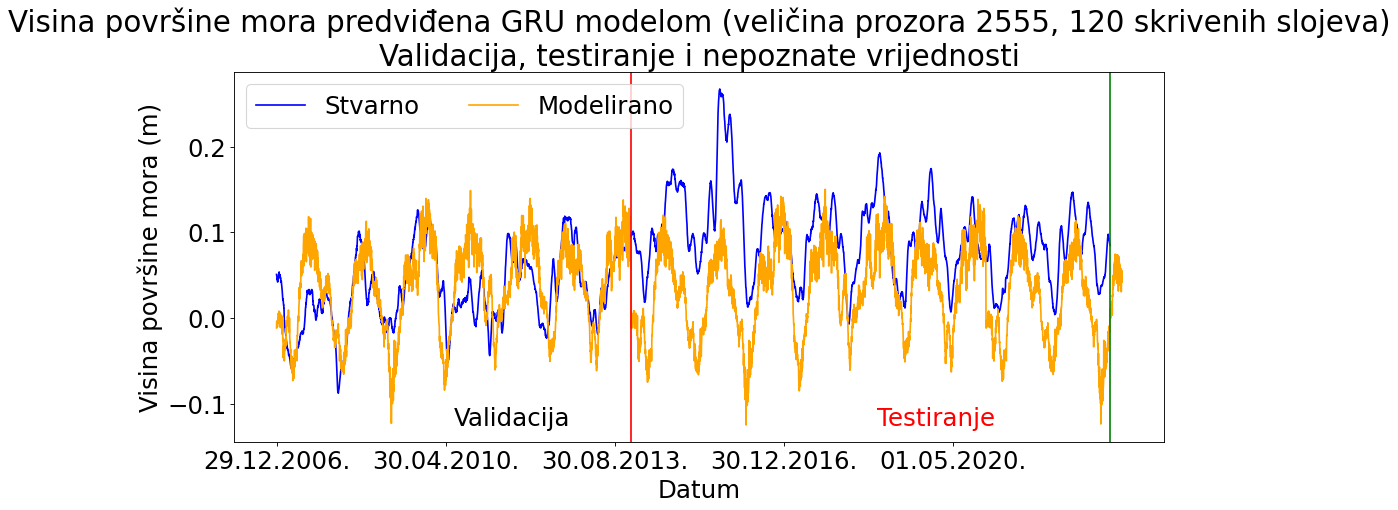 Visina površine mora predviđena GRU modelom (veličina prozora 2555, 120 skrivenih slojeva)
Validacija, testiranje i nepoznate vrijednosti
Stvarno Modelirano
Visina površine mora (m)
0.2
0.1
0.0
−0.1
Validacija Testiranje
29.12.2006. 30.04.2010. 30.08.2013. 30.12.2016. 01.05.2020.
Datum